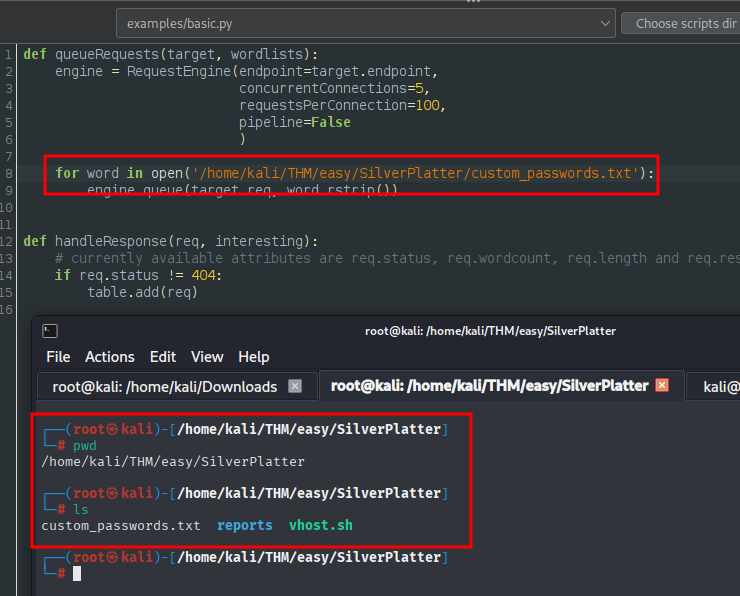 examples/basic.py
Choose scripts dir
1 def queueRequests(target, wordlists):
2 engine = RequestEngine(endpoint=target.endpoint,
3 concurrentConnections=5,
4 requestsPerConnection=100,
5 pipeline=False
6 )
7
8 for word in open('/home/kali/THM/easy/SilverPlatter/custom_passwords.txt'):
9 engine.queue(target.req, word.rstrip())
10
11
12 def handleResponse(req, interesting):
13 # currently available attributes are req.status, req.wordcount, req.length and req.res
14 if req.status != 404:
15 table.add(req)
16
root@kali: /home/kali/THM/easy/SilverPlatter
File Actions Edit View Help
root@kali: /home/kali/Downloads root@kali: /home/kali/THM/easy/SilverPlatter kali@
┌──(root㉿kali)-[/home/kali/THM/easy/SilverPlatter]
└─# pwd
/home/kali/THM/easy/SilverPlatter
┌──(root㉿kali)-[/home/kali/THM/easy/SilverPlatter]
└─# ls
custom_passwords.txt reports vhost.sh
┌──(root㉿kali)-[/home/kali/THM/easy/SilverPlatter]
└─#